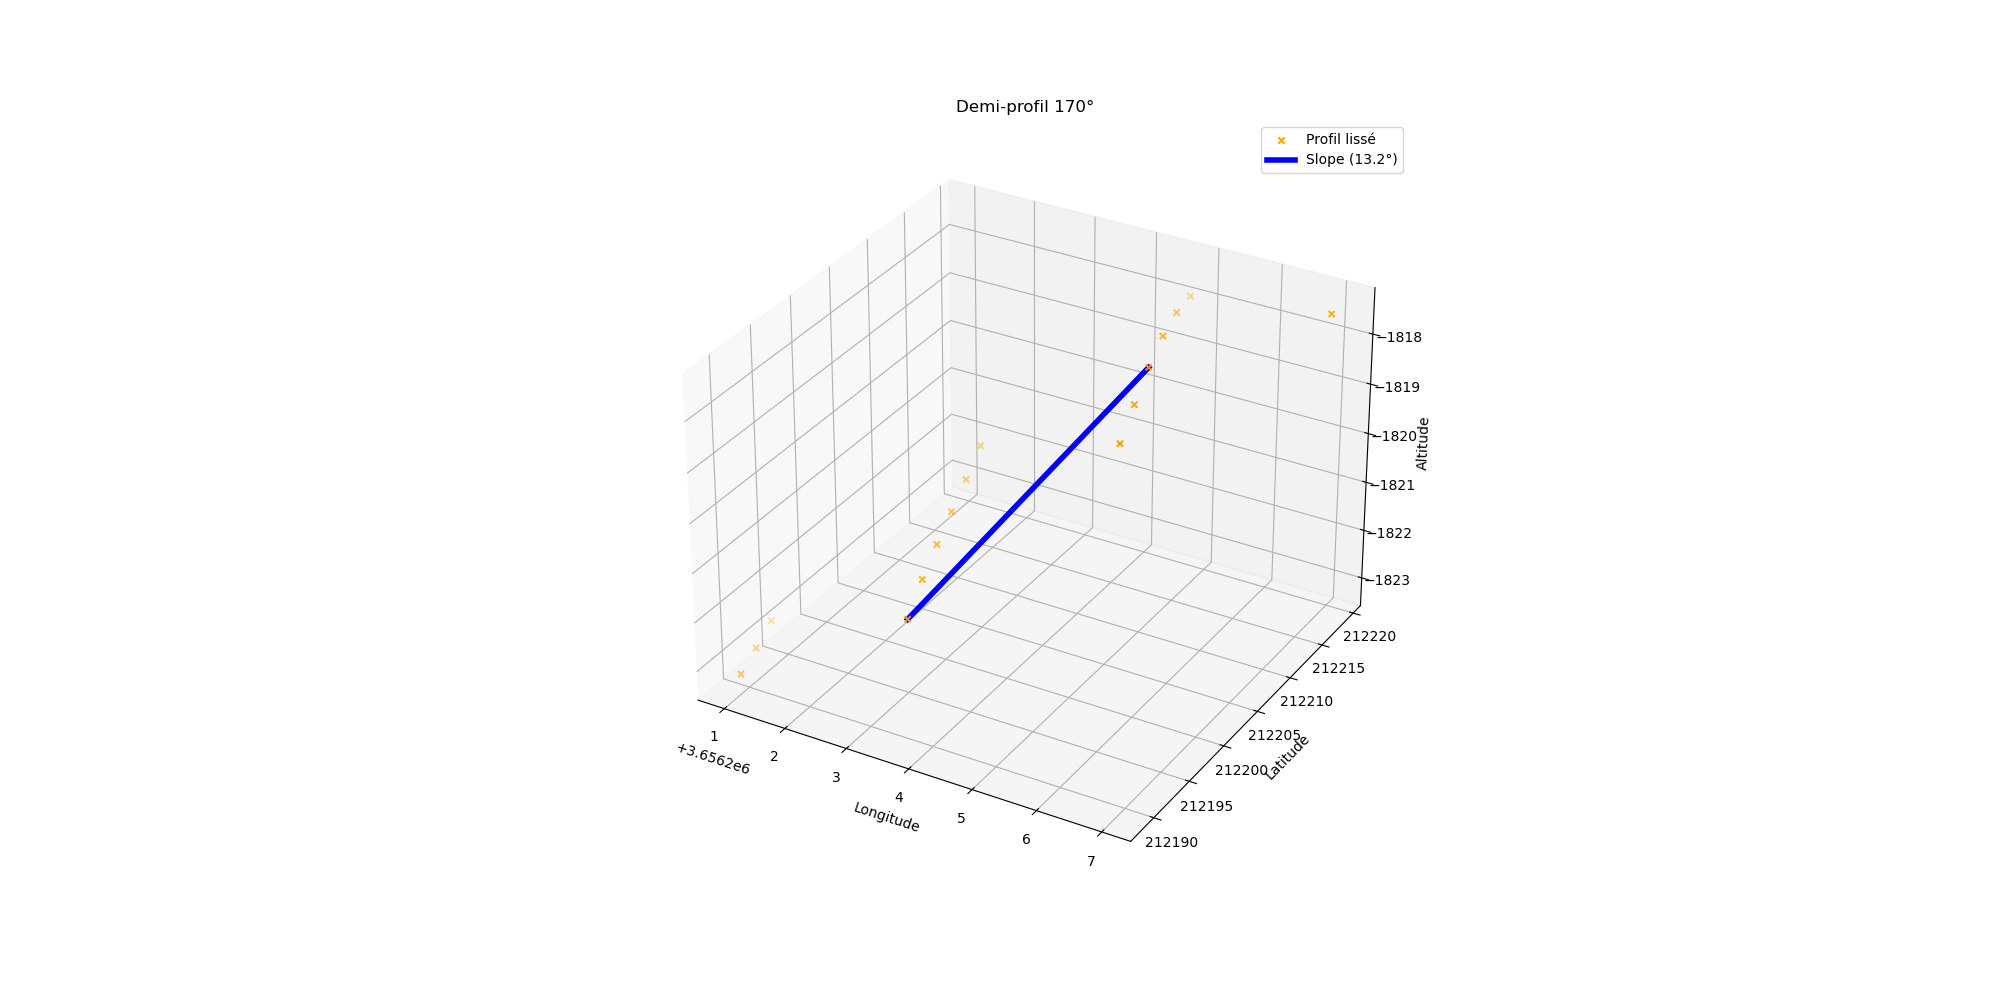 Demi-profil 170°
Profil lissé
Slope (13.2°)
−1818
−1819
−1820
−1821
−1822
−1823
Altitude
212220
212215
212210
212205
212200
212195
212190
Latitude
1
2
3
4
5
6
7
+3.6562e6
Longitude